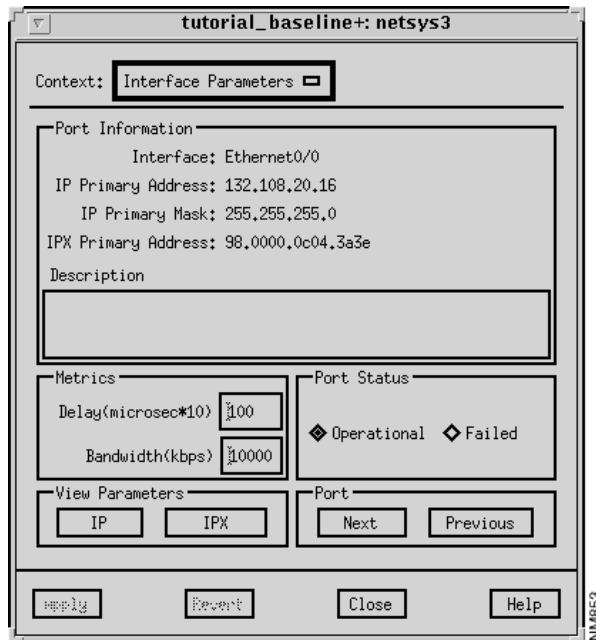 tutorial_baseline+: netsys3
Context: Interface Parameters
Port Information
Interface: Ethernet0/0
IP Primary Address: 132.108.20.16
IP Primary Mask: 255.255.255.0
IPX Primary Address: 98.0000.0c04.3a3e
Description
Metrics
Delay(microsec*10) 100
Bandwidth(kbps) 10000
Port Status
Operational Failed
View Parameters
IP IPX
Port
Next Previous
Apply Revert Close Help
NM853